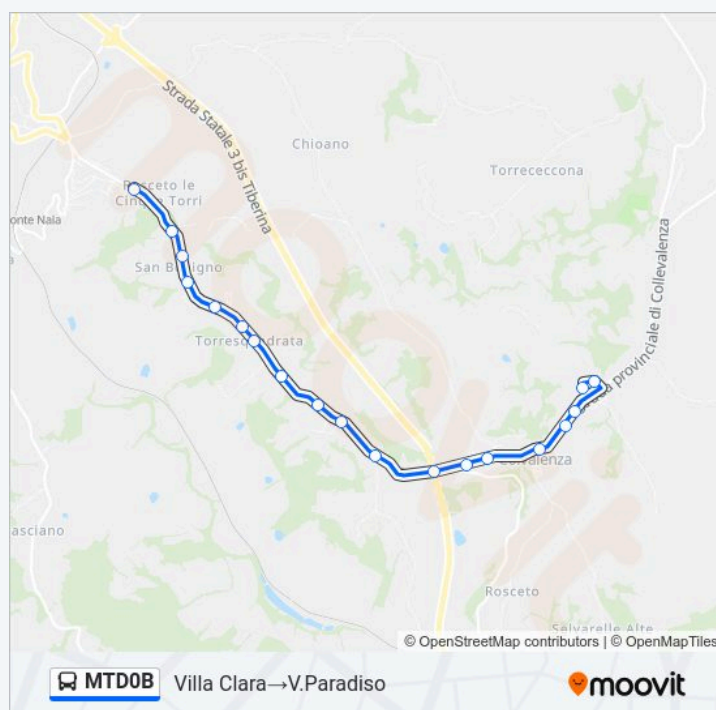 Strada Statale 3 bis Tiberina
Chioano
Torrececcona
Rosceto le
Cinque Torri
onte Nala
San Benigno
Strada provinciale di Collevalenza
Torresquadrata
Collevalenza
asciano
Rosceto
Selvarelle Alte
© OpenStreetMap contributors | © OpenMapTiles
MTD0B
Villa Clara→V.Paradiso
moovit